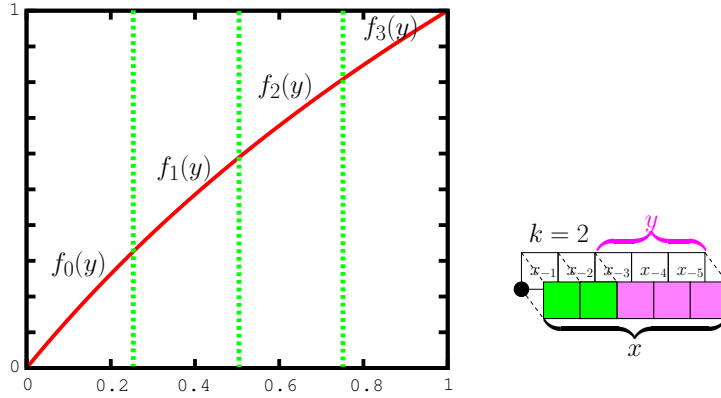 1
f₃(y)
f₂(y)
f₁(y)
f₀(y)
0
0 0.2 0.4 0.6 0.8 1
y
k = 2
x₋₁ x₋₂ x₋₃ x₋₄ x₋₅
x